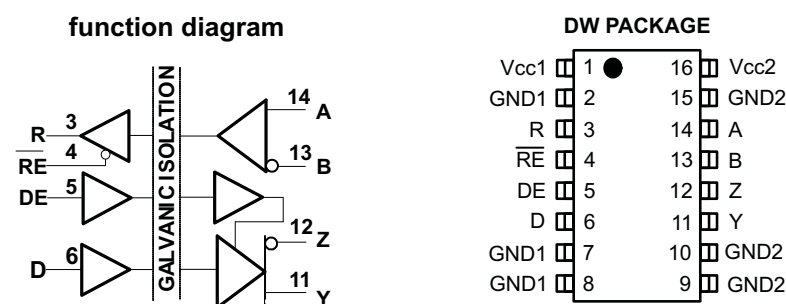 function diagram
GALVANIC ISOLATION
14
A
3
R
4
RE
13
B
5
DE
12
Z
6
D
11
Y
DW PACKAGE
Vcc1 1 16 Vcc2
GND1 2 15 GND2
R 3 14 A
RE 4 13 B
DE 5 12 Z
D 6 11 Y
GND1 7 10 GND2
GND1 8 9 GND2